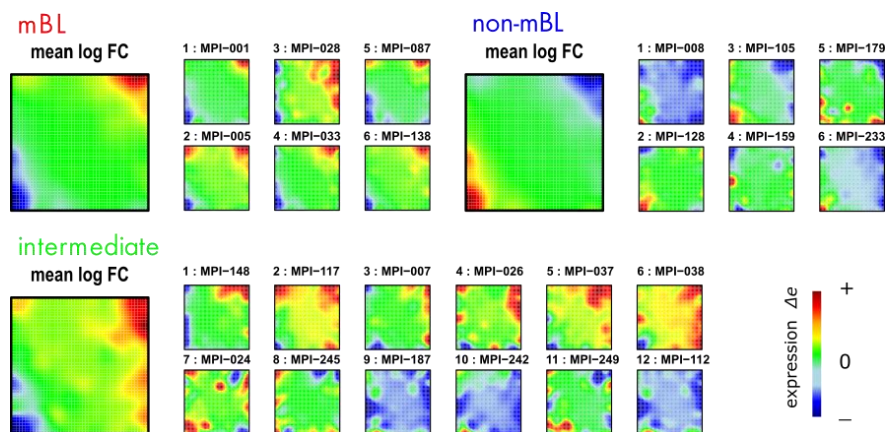 mBL
mean log FC
1 : MPI−001 3 : MPI−028 5 : MPI−087
2 : MPI−005 4 : MPI−033 6 : MPI−138
non-mBL
mean log FC
1 : MPI−008 3 : MPI−105 5 : MPI−179
2 : MPI−128 4 : MPI−159 6 : MPI−233
intermediate
mean log FC
1 : MPI−148 2 : MPI−117 3 : MPI−007 4 : MPI−026 5 : MPI−037 6 : MPI−038
7 : MPI−024 8 : MPI−245 9 : MPI−187 10 : MPI−242 11 : MPI−249 12 : MPI−112
expression Δe
+
0
−